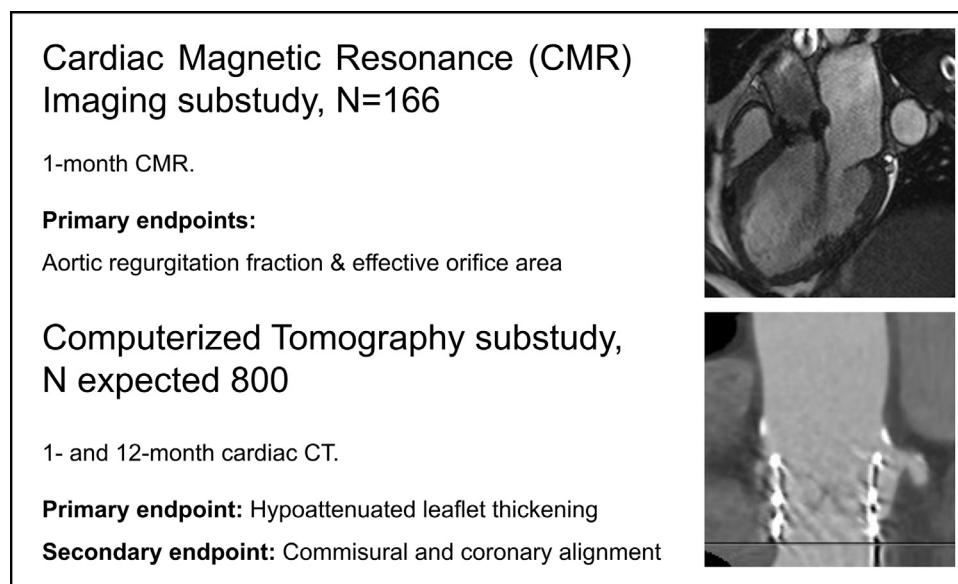 Cardiac Magnetic Resonance (CMR)
Imaging substudy, N=166
1-month CMR.
Primary endpoints:
Aortic regurgitation fraction & effective orifice area
Computerized Tomography substudy,
N expected 800
1- and 12-month cardiac CT.
Primary endpoint: Hypoattenuated leaflet thickening
Secondary endpoint: Commisural and coronary alignment